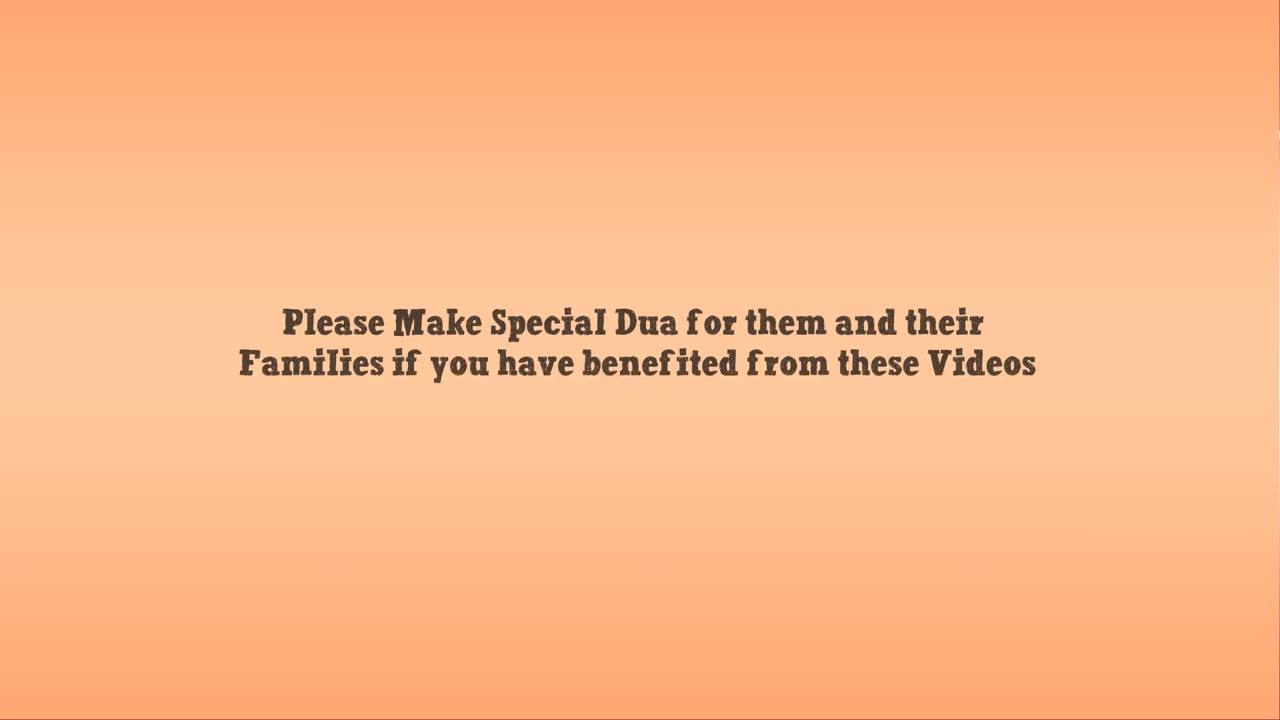 Please Make Special Dua for them and their
Families if you have benefited from these Videos